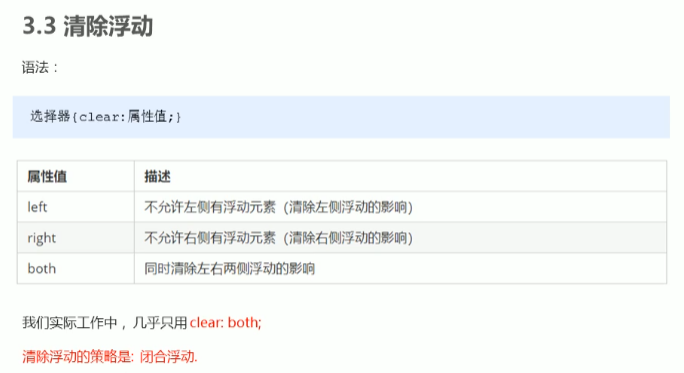 3.3 清除浮动
语法：
选择器{clear:属性值;}
属性值 描述
left 不允许左侧有浮动元素（清除左侧浮动的影响）
right 不允许右侧有浮动元素（清除右侧浮动的影响）
both 同时清除左右两侧浮动的影响
我们实际工作中， 几乎只用 clear: both;
清除浮动的策略是: 闭合浮动.